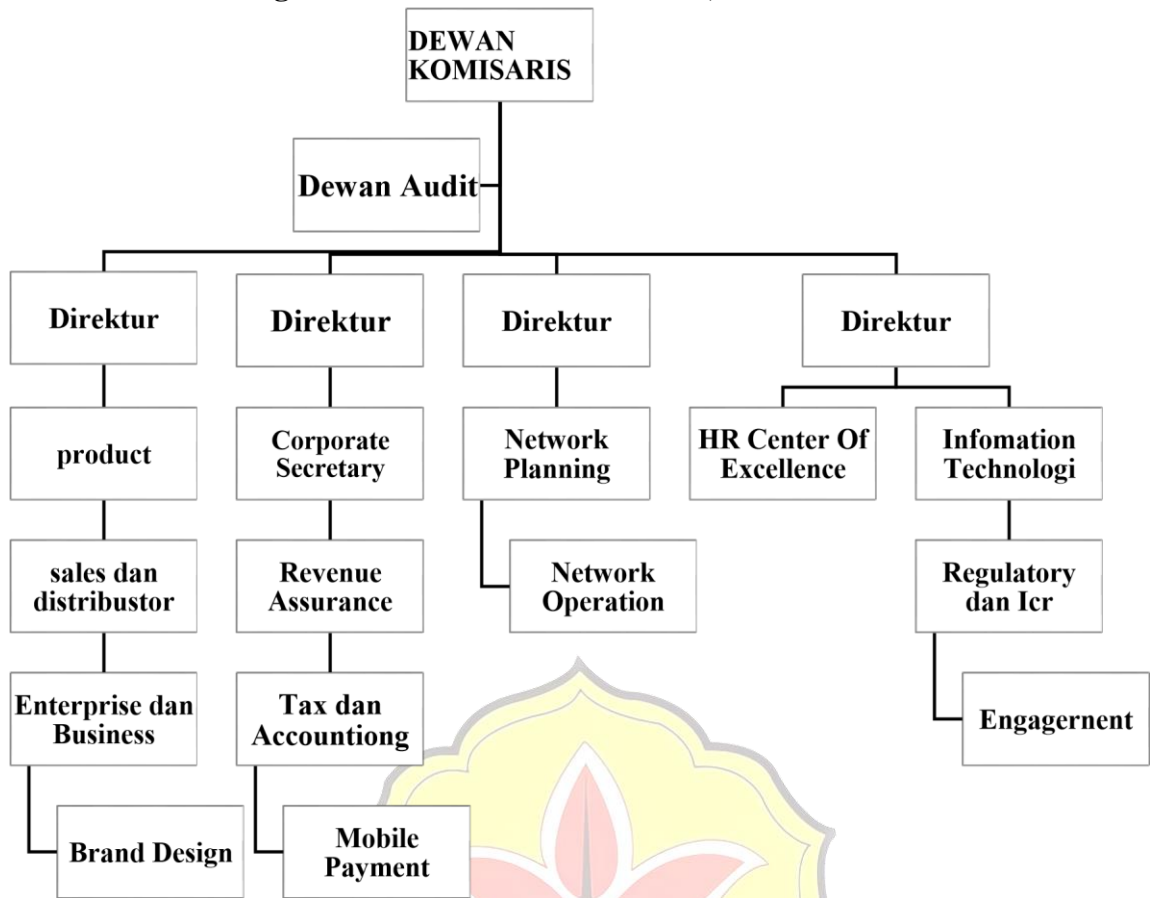 DEWAN
KOMISARIS
Dewan Audit
Direktur
Direktur
Direktur
Direktur
product
Corporate
Secretary
Network
Planning
HR Center Of
Excellence
Infomation
Technologi
sales dan
distribustor
Revenue
Assurance
Network
Operation
Regulatory
dan Icr
Enterprise dan
Business
Tax dan
Accountiong
Engagernent
Brand Design
Mobile
Payment